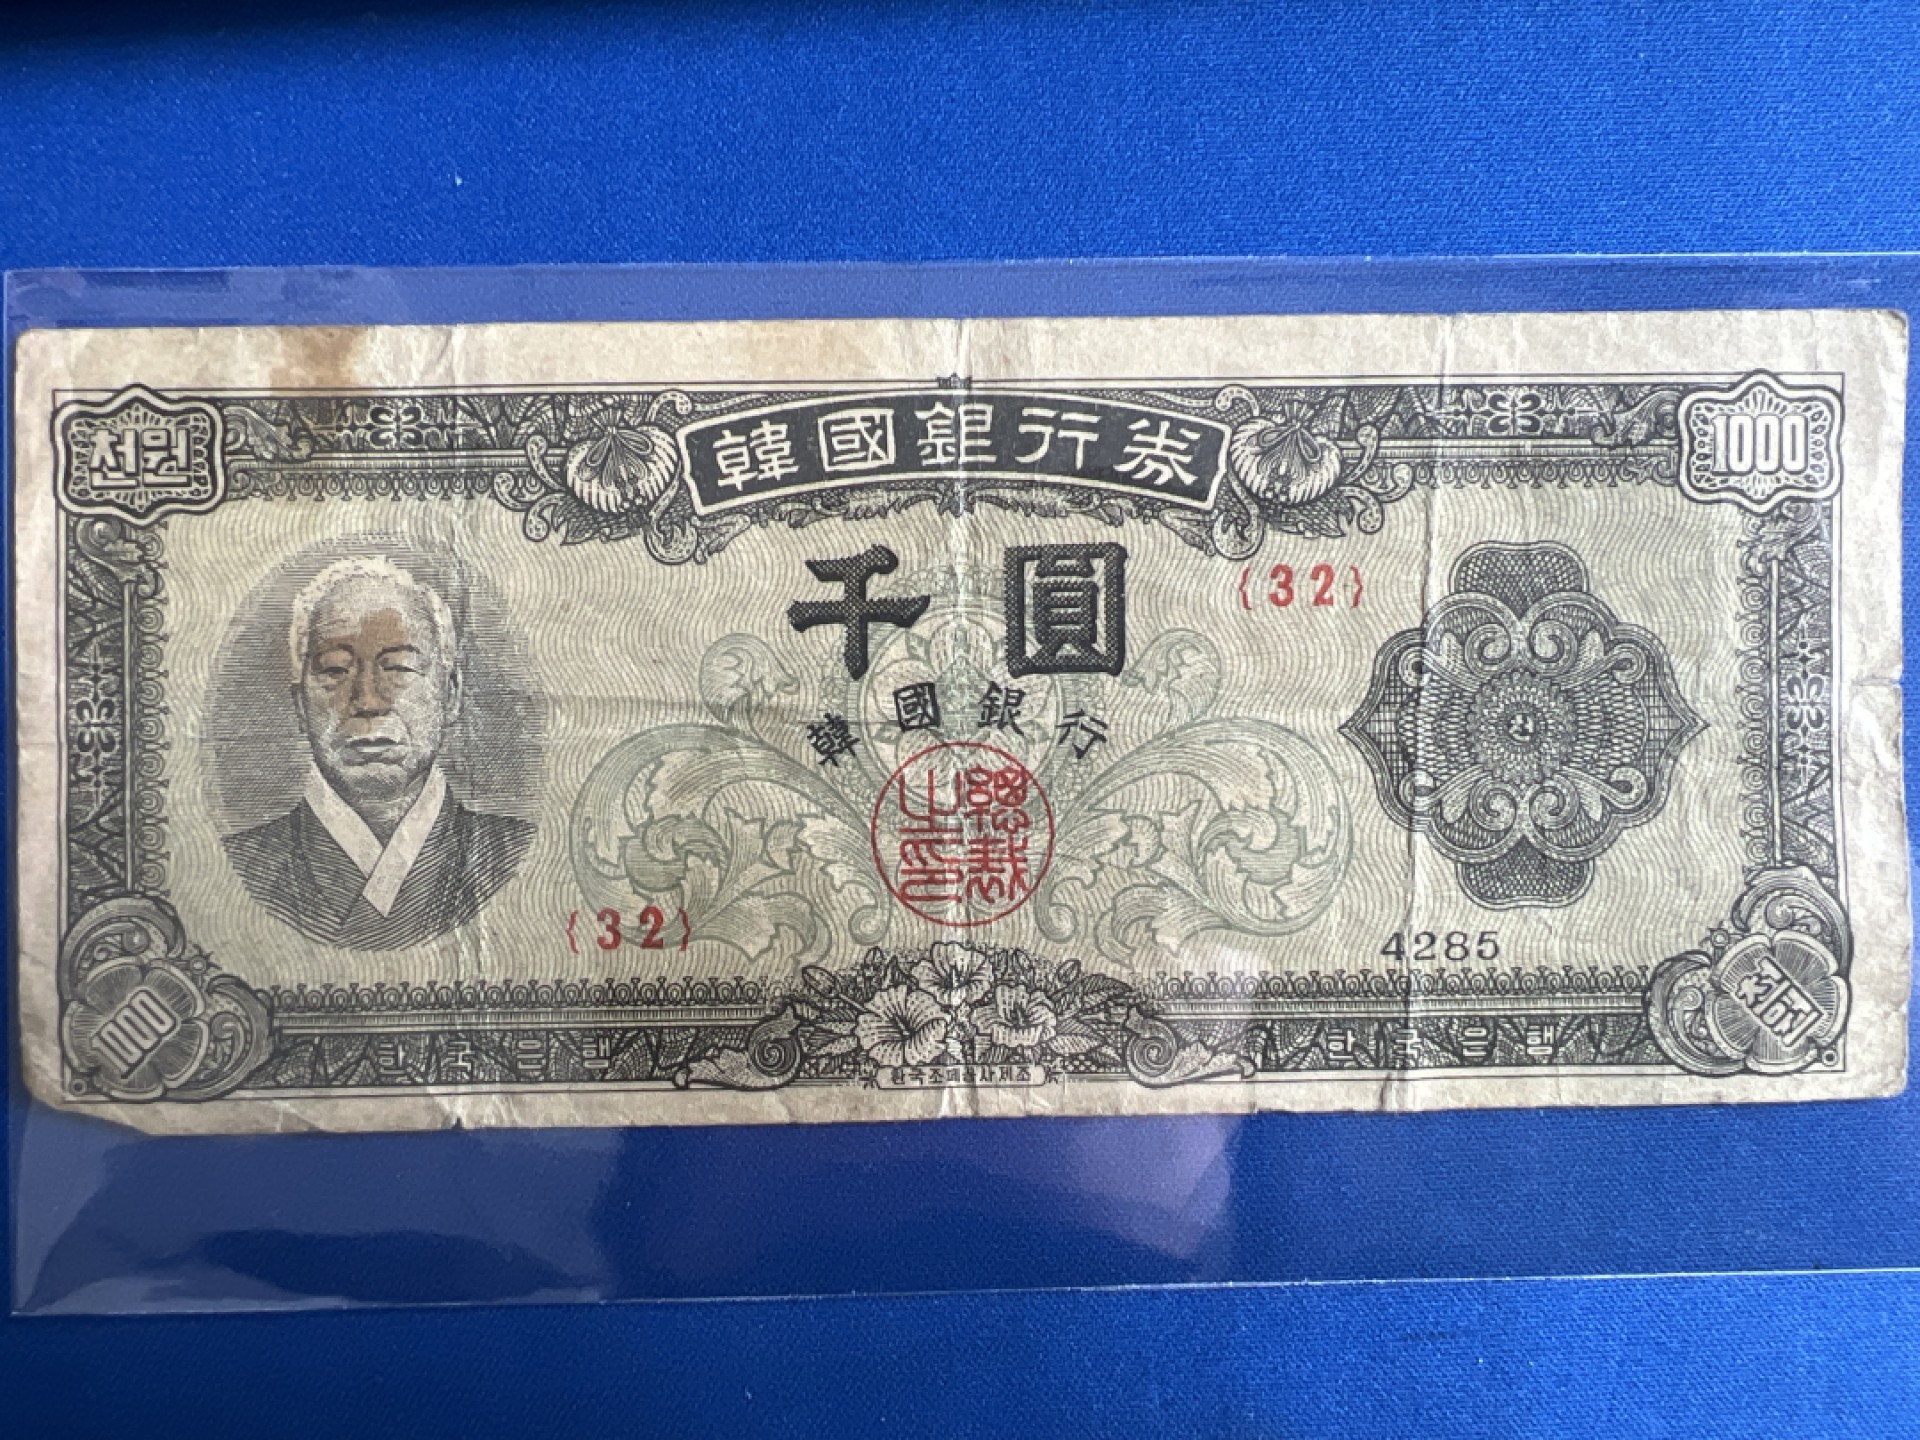 천원
韓國銀行券
1000
千圓
{32}
韓國銀行
總裁之印
{32}
4285
1000
천원
한국은행
한국은행
한국조폐공사제조